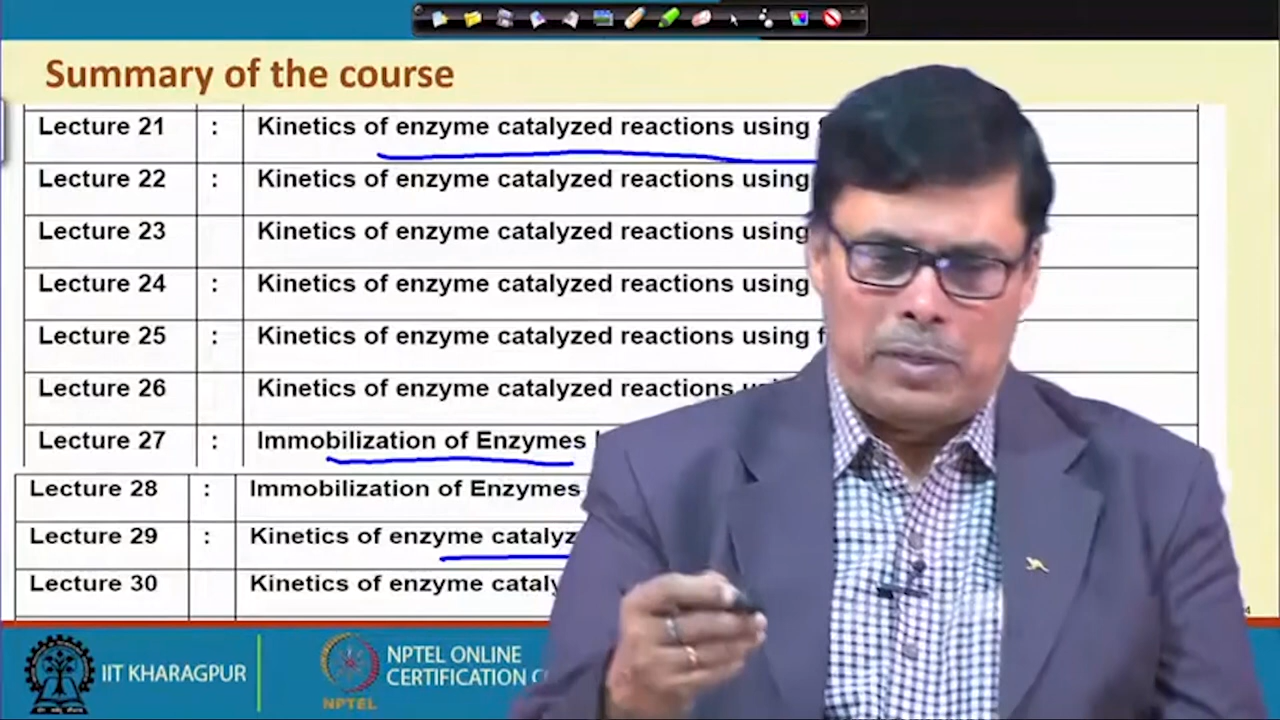 Summary of the course
Lecture 21 : Kinetics of enzyme catalyzed reactions using
Lecture 22 : Kinetics of enzyme catalyzed reactions using
Lecture 23 : Kinetics of enzyme catalyzed reactions using
Lecture 24 : Kinetics of enzyme catalyzed reactions using
Lecture 25 : Kinetics of enzyme catalyzed reactions using
Lecture 26 Kinetics of enzyme catalyzed reactions
Lecture 27 : Immobilization of Enzymes
Lecture 28 : Immobilization of Enzymes
Lecture 29 : Kinetics of enzyme
Lecture 30 Kinetics of enzyme
IIT KHARAGPUR
NPTEL
NPTEL ONLINE
CERTIFICATION